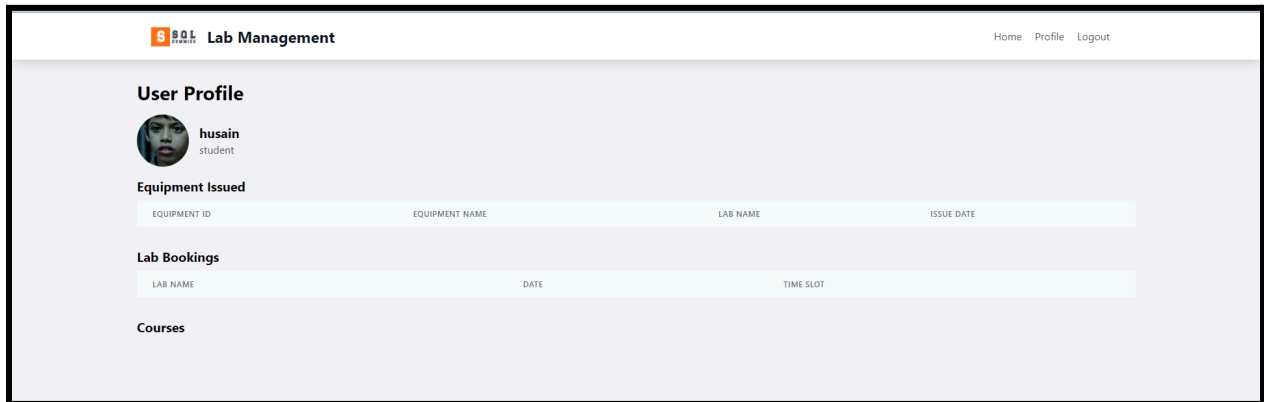 S SQL DUMMIES Lab Management Home Profile Logout
User Profile
husain
student
Equipment Issued
EQUIPMENT ID EQUIPMENT NAME LAB NAME ISSUE DATE
Lab Bookings
LAB NAME DATE TIME SLOT
Courses